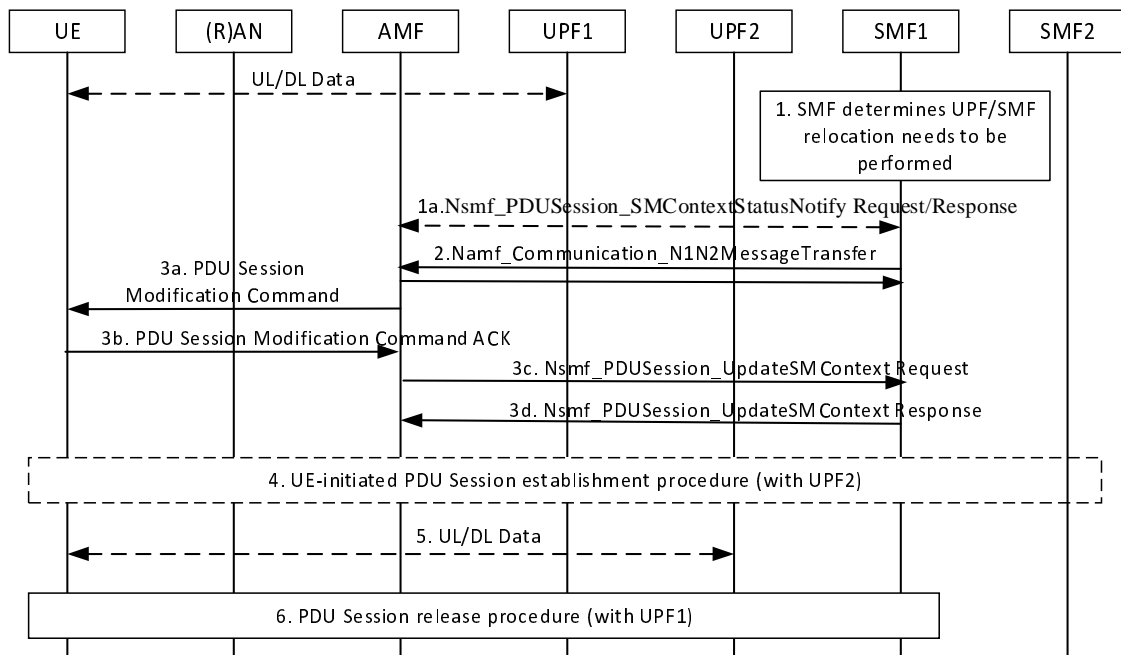 UE (R)AN AMF UPF1 UPF2 SMF1 SMF2
UL/DL Data
1. SMF determines UPF/SMF
relocation needs to be
performed
1a.Nsmf_PDUSession_SMContextStatusNotify Request/Response
2.Namf_Communication_N1N2MessageTransfer
3a. PDU Session
Modification Command
3b. PDU Session Modification Command ACK
3c. Nsmf_PDUSession_UpdateSMContext Request
3d. Nsmf_PDUSession_UpdateSMContext Response
4. UE-initiated PDU Session establishment procedure (with UPF2)
5. UL/DL Data
6. PDU Session release procedure (with UPF1)